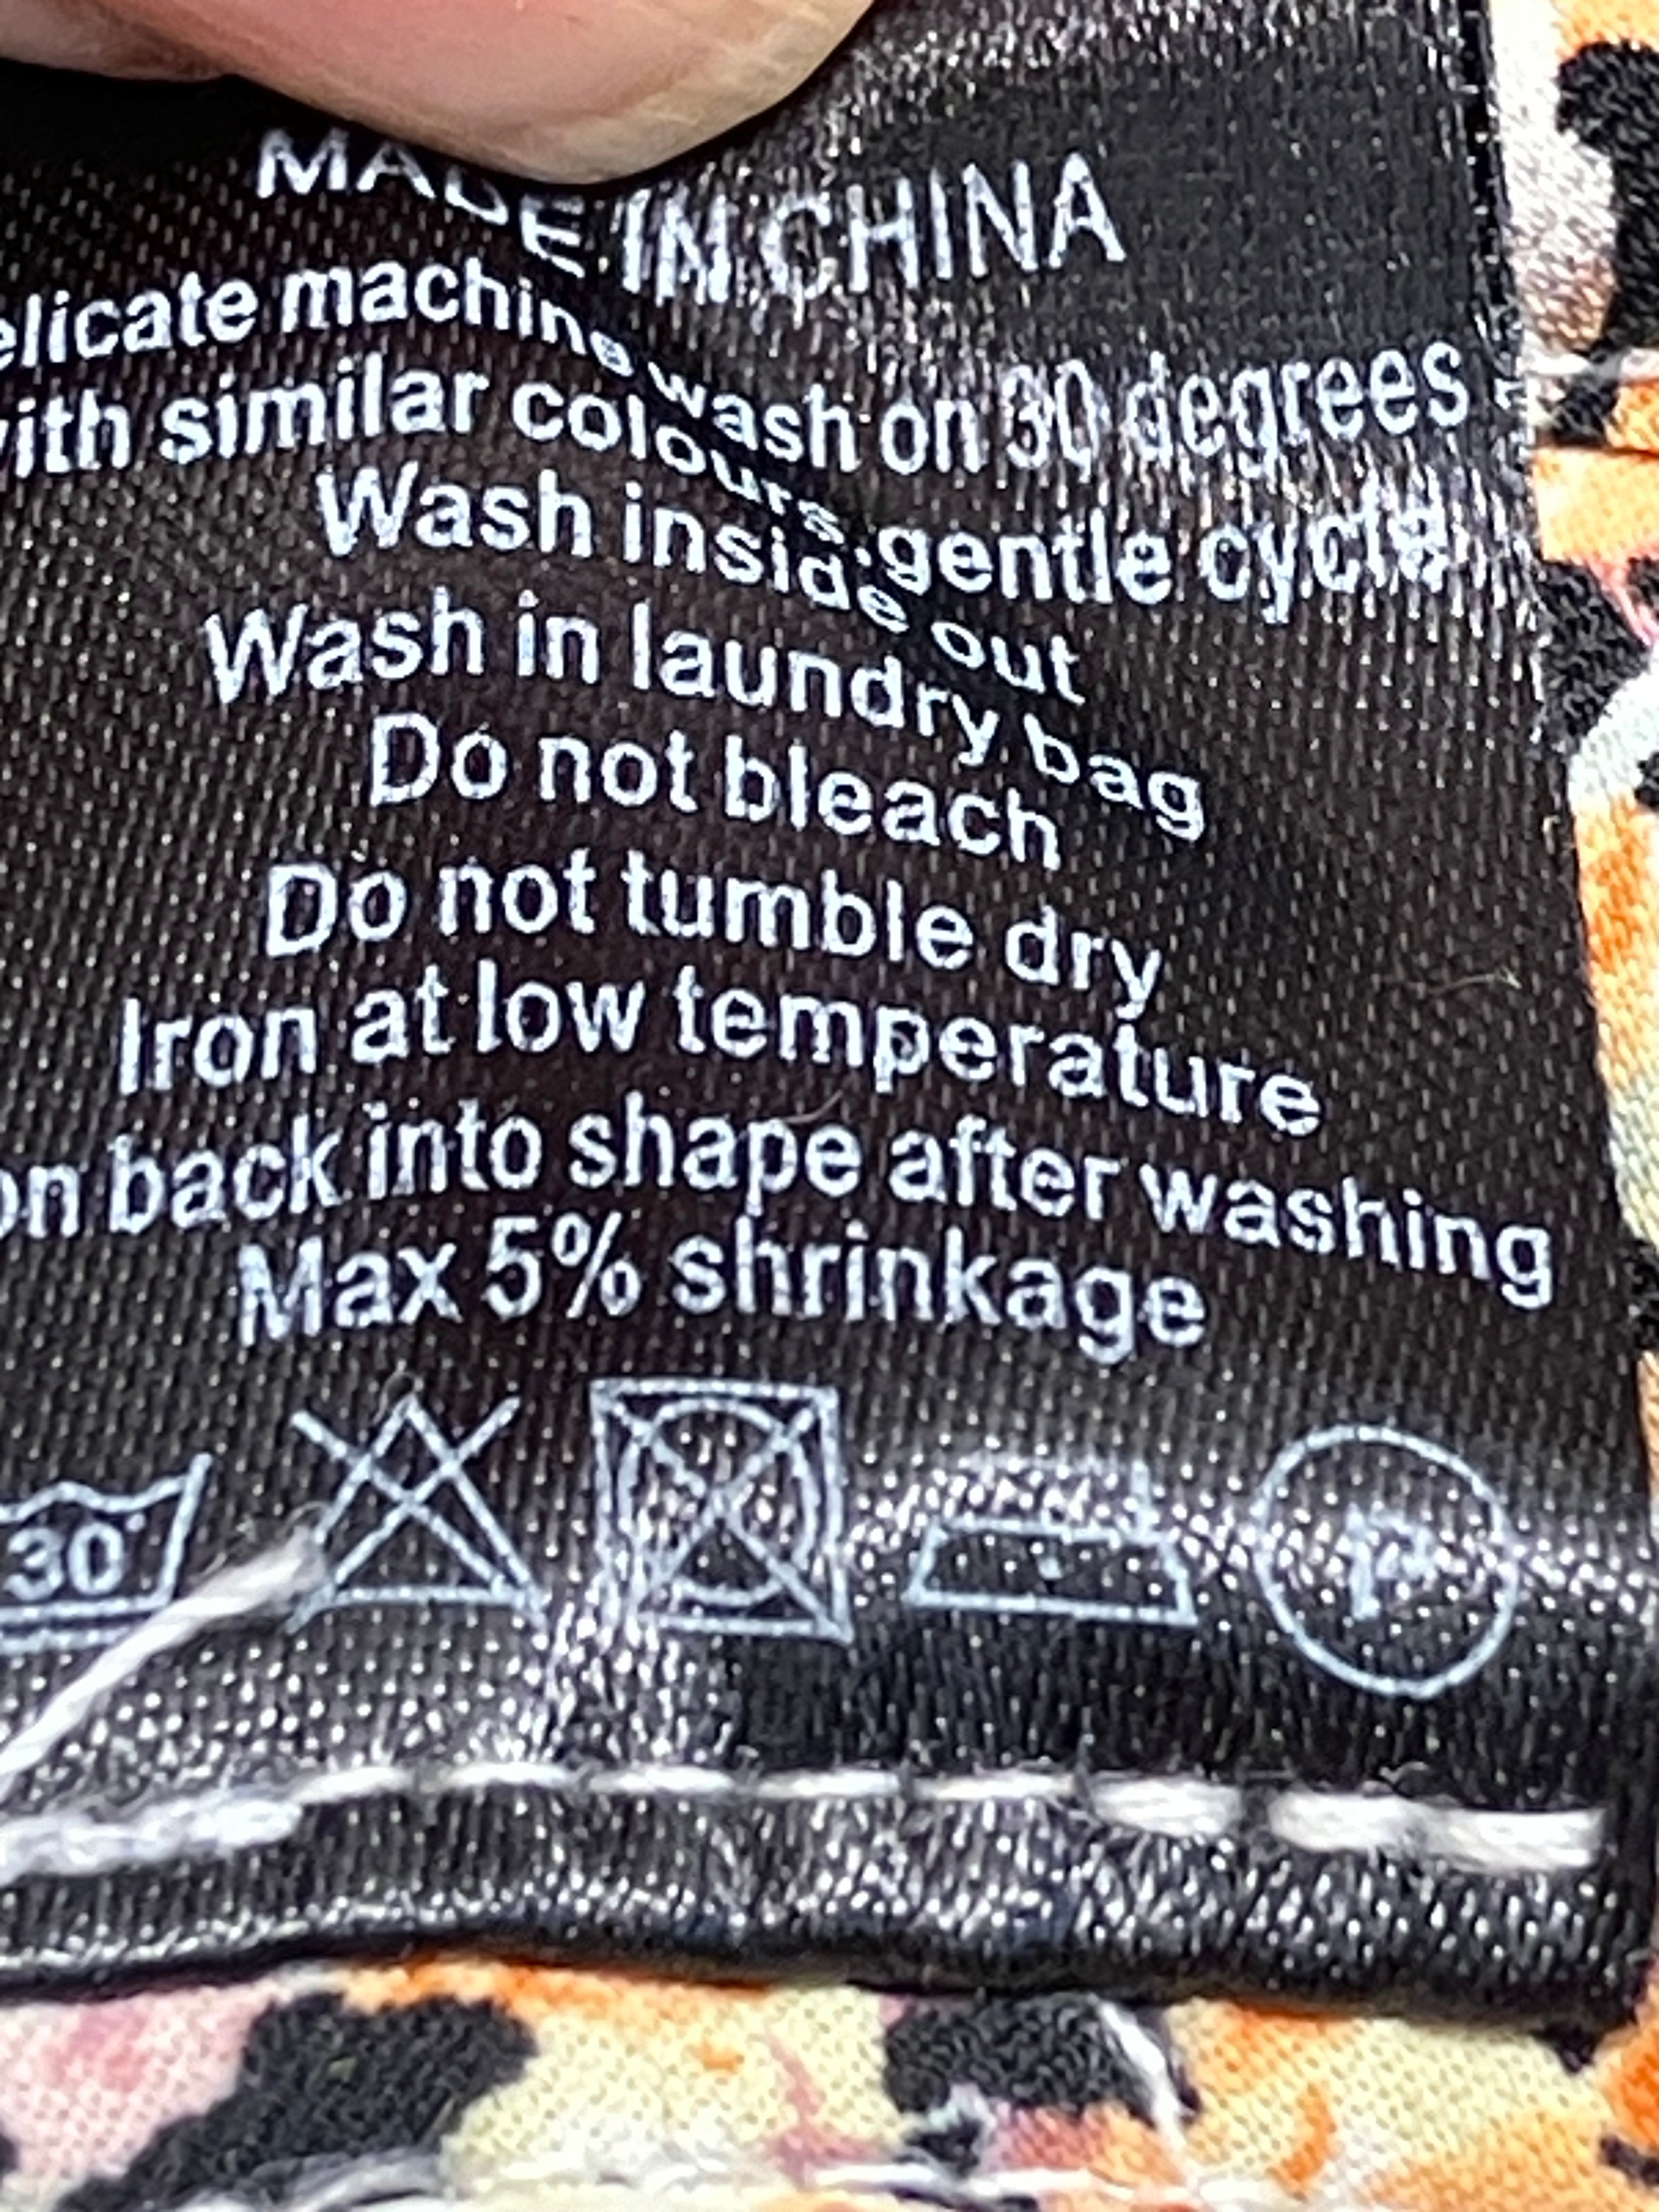 MADE IN CHINA
elicate machine wash on 30 degrees
ith similar colours.gentle cycle
Wash inside out
Wash in laundry bag
Do not bleach
Do not tumble dry
Iron at low temperature
on back into shape after washing
Max 5% shrinkage
30° P